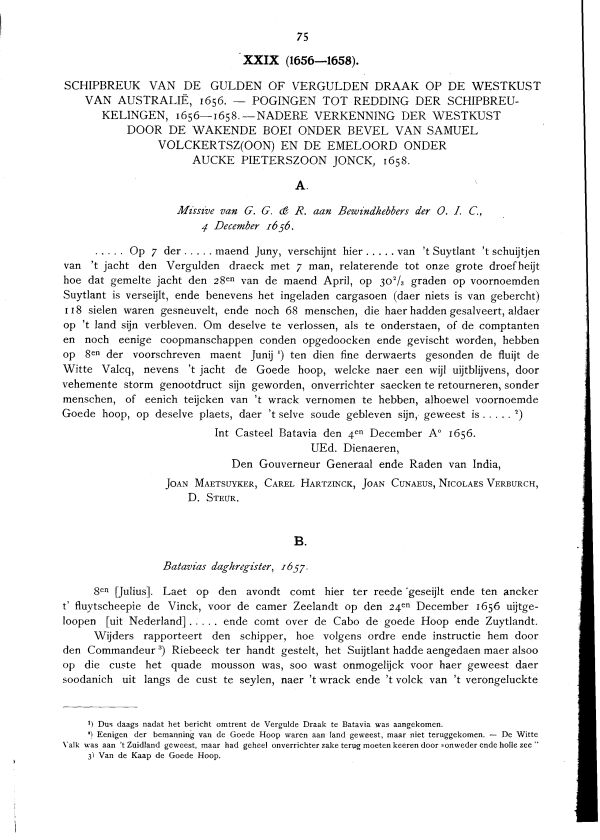 75
XXIX (1656—1658).
SCHIPBREUK VAN DE GULDEN OF VERGULDEN DRAAK OP DE WESTKUST
VAN AUSTRALIË, 1656. — POGINGEN TOT REDDING DER SCHIPBREU-
KELINGEN, 1656—1658. — NADERE VERKENNING DER WESTKUST
DOOR DE WAKENDE BOEI ONDER BEVEL VAN SAMUEL
VOLCKERTSZ(OON) EN DE EMELOORD ONDER
AUCKE PIETERSZOON JONCK, 1658.
A.
Missive van G. G. & R. aan Bewindhebbers der O. I. C.,
4 December 1656.
..... Op 7 der ..... maend Juny, verschijnt hier ..... van 't Suytlant 't schuijtjen
van 't jacht den Vergulden draeck met 7 man, relaterende tot onze grote droefheijt
hoe dat gemelte jacht den 28en van de maend April, op 30 2/3 graden op voornoemden
Suytlant is verseijlt, ende benevens het ingeladen cargasoen (daer niets is van gebercht)
118 sielen waren gesneuvelt, ende noch 68 menschen, die haer hadden gesalveert, aldaer
op 't land sijn verbleven. Om deselve te verlossen, als te onderstaen, of de comptanten
en noch eenige coopmanschappen conden opgedoocken ende gevischt worden, hebben
op 8en der voorschreven maent Junij ¹) ten dien fine derwaerts gesonden de fluijt de
Witte Valcq, nevens 't jacht de Goede hoop, welcke naer een wijl uijtblijvens, door
vehemente storm genootdruct sijn geworden, onverrichter saecken te retourneren, sonder
menschen, of eenich teijcken van 't wrack vernomen te hebben, alhoewel voornoemde
Goede hoop, op deselve plaets, daer 't selve soude gebleven sijn, geweest is ..... ²)
Int Casteel Batavia den 4en December A° 1656.
UEd. Dienaeren,
Den Gouverneur Generaal ende Raden van India,
JOAN MAETSUYKER, CAREL HARTZINCK, JOAN CUNAEUS, NICOLAES VERBURCH,
D. STEUR.
B.
Batavias daghregister, 1657.
8en [Julius]. Laet op den avondt comt hier ter reede geseijlt ende ten ancker
t' fluytscheepie de Vinck, voor de camer Zeelandt op den 24en December 1656 uijtge-
loopen [uit Nederland] ..... ende comt over de Cabo de goede Hoop ende Zuytlandt.
Wijders rapporteert den schipper, hoe volgens ordre ende instructie hem door
den Commandeur ³) Riebeeck ter handt gestelt, het Suijtlant hadde aengedaen maer alsoo
op die custe het quade mousson was, soo wast onmogelijck voor haer geweest daer
soodanich uit langs de cust te seylen, naer 't wrack ende 't volck van 't verongeluckte
¹) Dus daags nadat het bericht omtrent de Vergulde Draak te Batavia was aangekomen.
²) Eenigen der bemanning van de Goede Hoop waren aan land geweest, maar niet teruggekomen. — De Witte
Valk was aan 't Zuidland geweest, maar had geheel onverrichter zake terug moeten keeren door »onweder ende holle zee"
3) Van de Kaap de Goede Hoop.